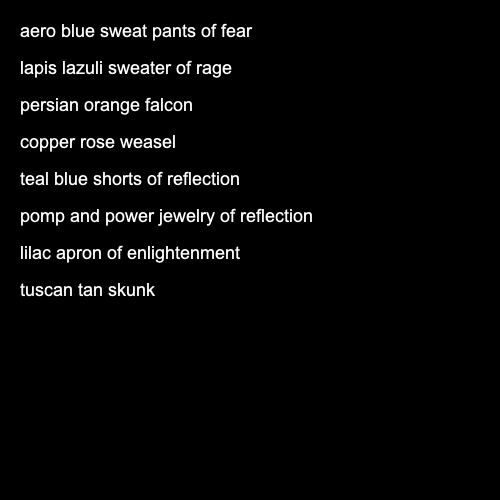 aero blue sweat pants of fear
lapis lazuli sweater of rage
persian orange falcon
copper rose weasel
teal blue shorts of reflection
pomp and power jewelry of reflection
lilac apron of enlightenment
tuscan tan skunk